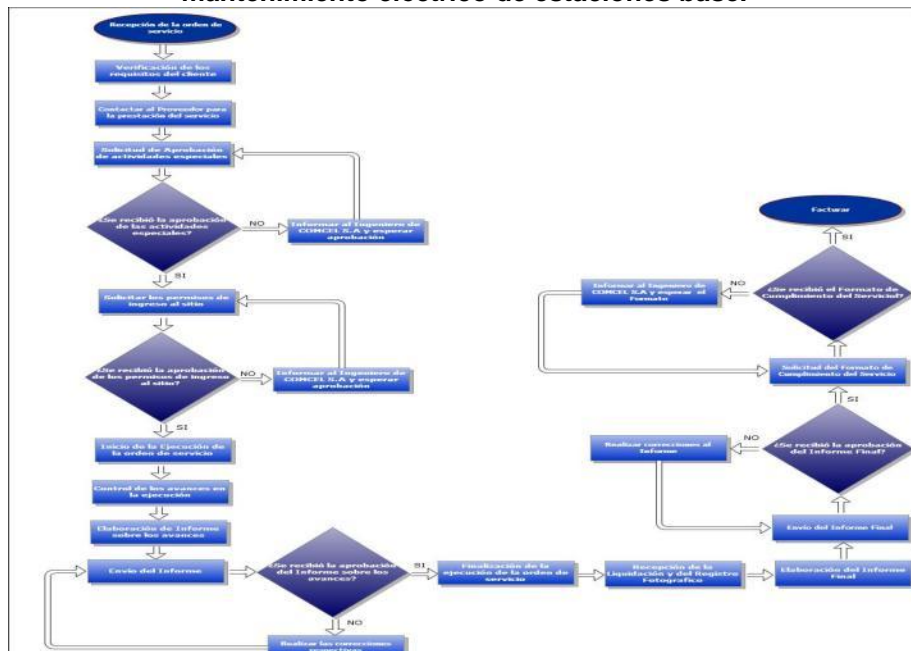 mantenimiento eléctrico de estaciones base.
Recepción de la orden de
servicio
Verificación de los
requisitos del cliente
Contactar al Proveedor para
la prestación del servicio
Solicitud de Aprobación
de actividades especiales
¿Se recibió la aprobación
de las actividades
especiales?
NO
Informar al Ingeniero de
COMCEL S.A y esperar
aprobación
SI
Solicitar los permisos de
ingreso al sitio
¿Se recibió la aprobación
de los permisos de ingreso
al sitio?
NO
Informar al Ingeniero de
COMCEL S.A y esperar
aprobación
SI
Inicio de la Ejecución de
la orden de servicio
Control de los avances en
la ejecución
Elaboración de Informe
sobre los avances
Envio del Informe
¿Se recibió la aprobación
del Informe sobre los
avances?
NO
Realizar las correcciones
respectivas
SI
Finalización de la
ejecución de la orden de
servicio
Recepción de la
Liquidación y del Registro
Fotografico
Elaboración del Informe
Final
Envio del Informe Final
¿Se recibió la aprobación
del Informe Final?
NO
Realizar correcciones al
Informe
SI
Solicitud del Formato de
Cumplimiento del Servicio
¿Se recibió el Formato de
Cumplimiento del Servicio?
NO
Informar al Ingeniero de
COMCEL S.A y esperar el
Formato
SI
Facturar